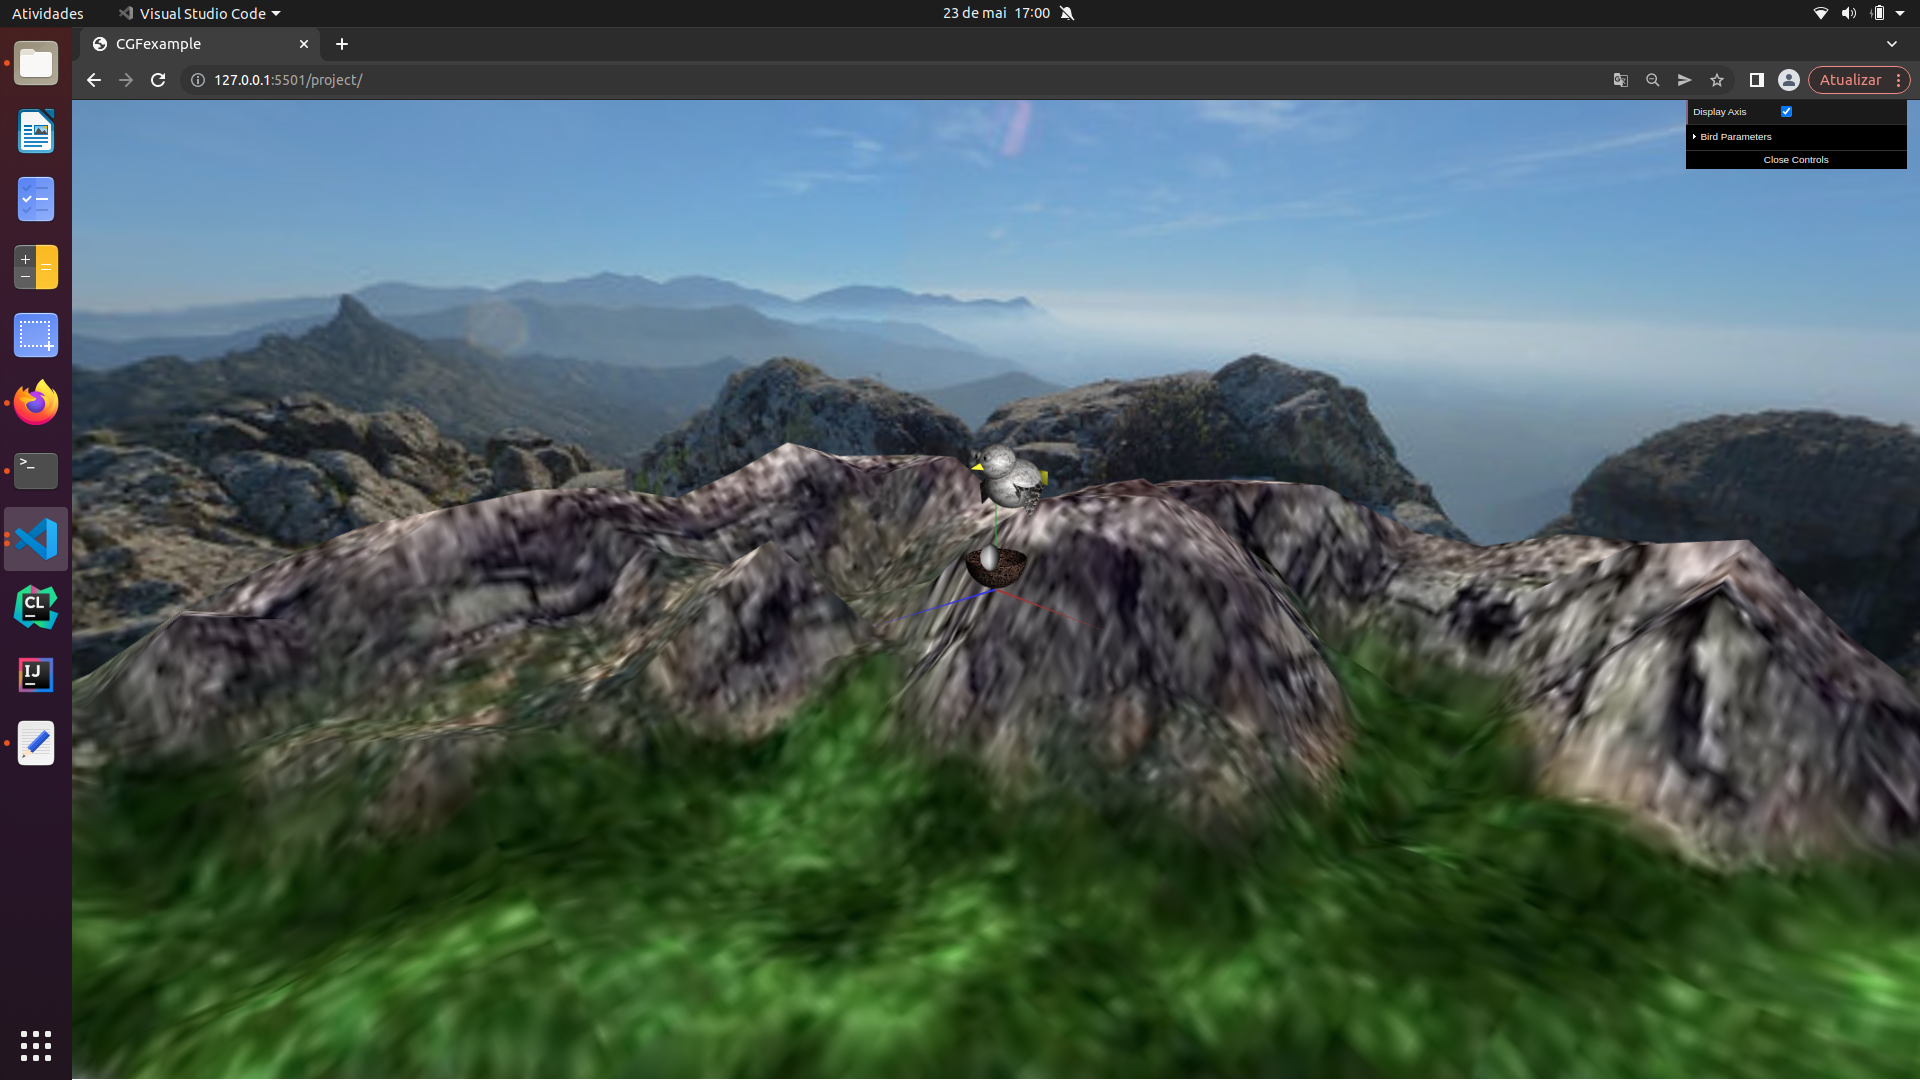 Atividades
Visual Studio Code
23 de mai 17:00
CGFexample
127.0.0.1:5501/project/
Atualizar
Display Axis
Bird Parameters
Close Controls
>_
CL
IJ